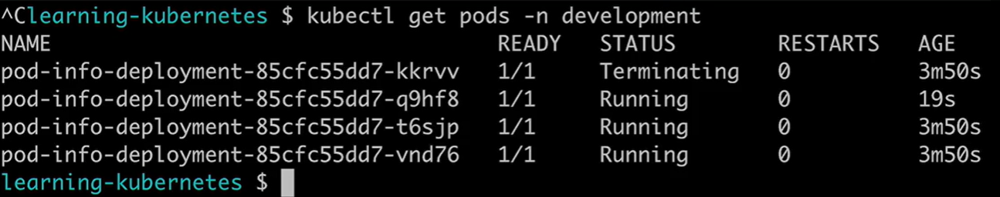 ^Clearning-kubernetes $ kubectl get pods -n development
NAME READY STATUS RESTARTS AGE
pod-info-deployment-85cfc55dd7-kkrvv 1/1 Terminating 0 3m50s
pod-info-deployment-85cfc55dd7-q9hf8 1/1 Running 0 19s
pod-info-deployment-85cfc55dd7-t6sjp 1/1 Running 0 3m50s
pod-info-deployment-85cfc55dd7-vnd76 1/1 Running 0 3m50s
learning-kubernetes $